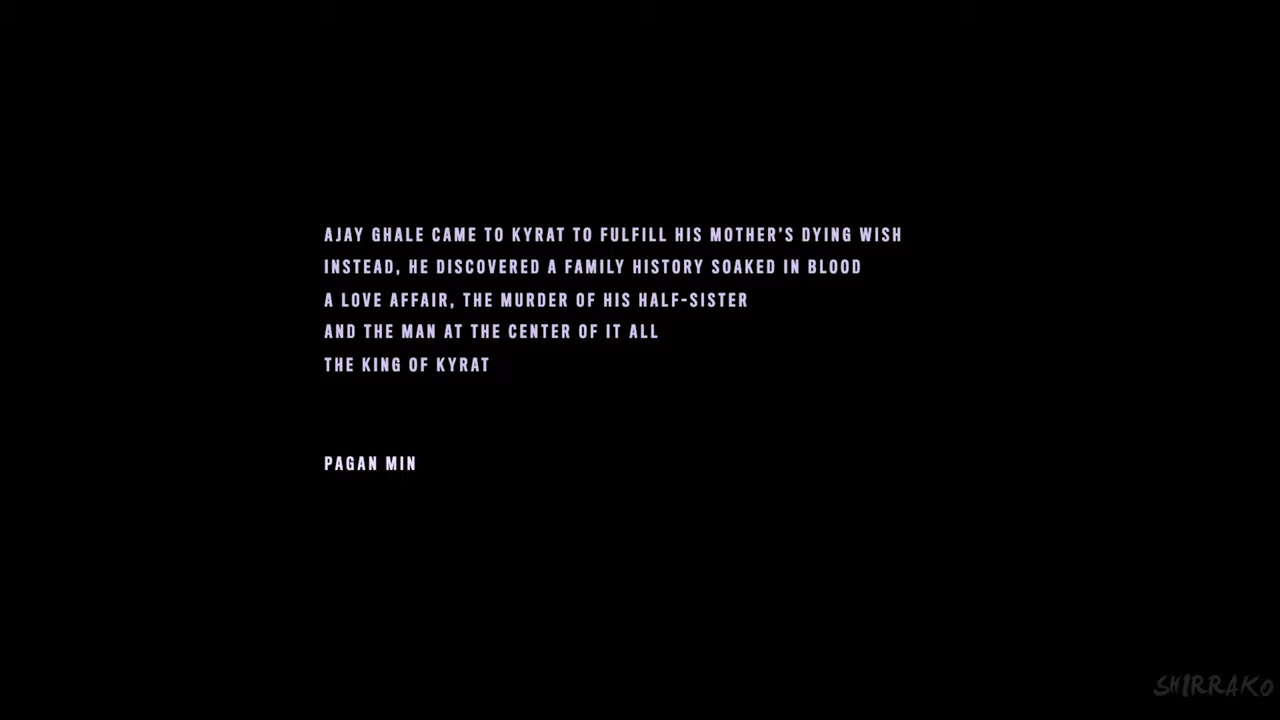 AJAY GHALE CAME TO KYRAT TO FULFILL HIS MOTHER'S DYING WISH
INSTEAD, HE DISCOVERED A FAMILY HISTORY SOAKED IN BLOOD
A LOVE AFFAIR, THE MURDER OF HIS HALF-SISTER
AND THE MAN AT THE CENTER OF IT ALL
THE KING OF KYRAT
PAGAN MIN
SHIRRAKO